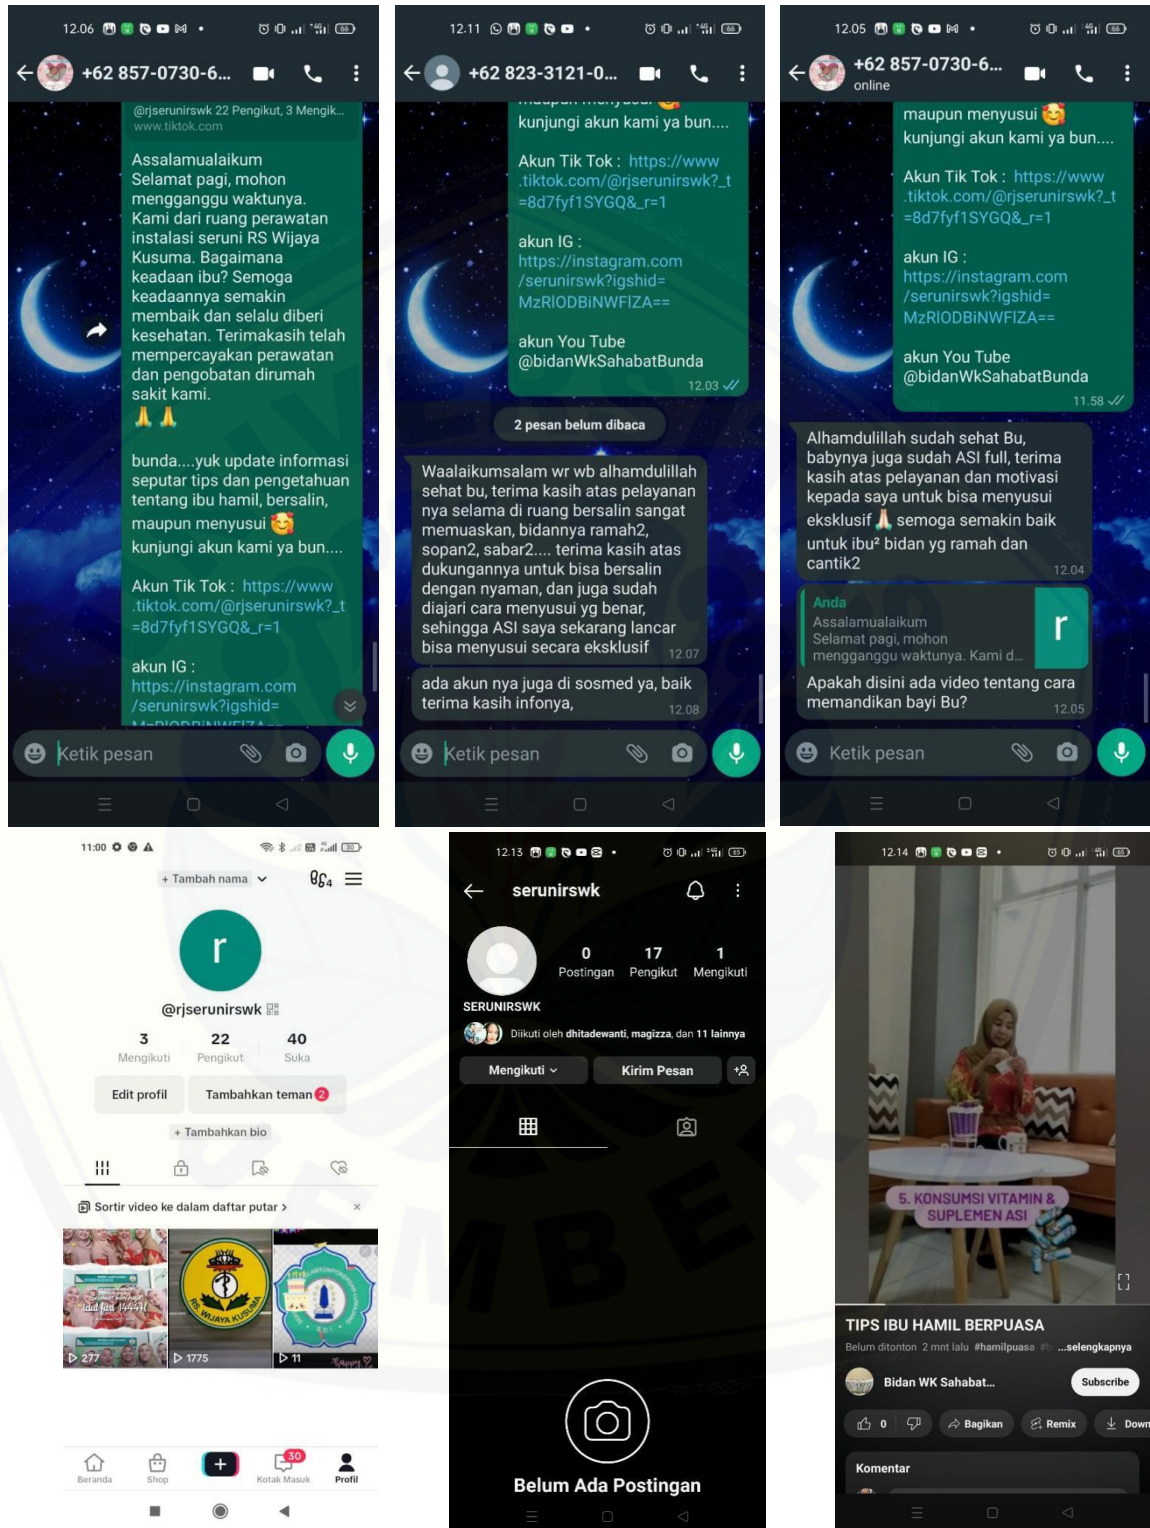 12.06
+62 857-0730-6...
@rjserunirswk 22 Pengikut, 3 Mengik...
www.tiktok.com
Assalamualaikum
Selamat pagi, mohon
mengganggu waktunya.
Kami dari ruang perawatan
instalasi seruni RS Wijaya
Kusuma. Bagaimana
keadaan ibu? Semoga
keadaannya semakin
membaik dan selalu diberi
kesehatan. Terimakasih telah
mempercayakan perawatan
dan pengobatan dirumah
sakit kami.
🙏 🙏
bunda....yuk update informasi
seputar tips dan pengetahuan
tentang ibu hamil, bersalin,
maupun menyusui 🥰
kunjungi akun kami ya bun....
Akun Tik Tok : https://www
.tiktok.com/@rjserunirswk?_t
=8d7fyf1SYGQ&_r=1
akun IG :
https://instagram.com
/serunirswk?igshid=
MzRlODBiNWFlZA==
Ketik pesan
12.11
+62 823-3121-0...
maupun menyusui 🥰
kunjungi akun kami ya bun....
Akun Tik Tok : https://www
.tiktok.com/@rjserunirswk?_t
=8d7fyf1SYGQ&_r=1
akun IG :
https://instagram.com
/serunirswk?igshid=
MzRlODBiNWFlZA==
akun You Tube
@bidanWkSahabatBunda
12.03
2 pesan belum dibaca
Waalaikumsalam wr wb alhamdulillah
sehat bu, terima kasih atas pelayanan
nya selama di ruang bersalin sangat
memuaskan, bidannya ramah2,
sopan2, sabar2.... terima kasih atas
dukungannya untuk bisa bersalin
dengan nyaman, dan juga sudah
diajari cara menyusui yg benar,
sehingga ASI saya sekarang lancar
bisa menyusui secara eksklusif
12.07
ada akun nya juga di sosmed ya, baik
terima kasih infonya,
12.08
Ketik pesan
12.05
+62 857-0730-6...
online
maupun menyusui 🥰
kunjungi akun kami ya bun....
Akun Tik Tok : https://www
.tiktok.com/@rjserunirswk?_t
=8d7fyf1SYGQ&_r=1
akun IG :
https://instagram.com
/serunirswk?igshid=
MzRlODBiNWFlZA==
akun You Tube
@bidanWkSahabatBunda
11.58
Alhamdulillah sudah sehat Bu,
babynya juga sudah ASI full, terima
kasih atas pelayanan dan motivasi
kepada saya untuk bisa menyusui
eksklusif 🙏🏻 semoga semakin baik
untuk ibu² bidan yg ramah dan
cantik2
12.04
Anda
Assalamualaikum
Selamat pagi, mohon
mengganggu waktunya. Kami d...
r
Apakah disini ada video tentang cara
memandikan bayi Bu?
12.05
Ketik pesan
11:00
+ Tambah nama
r
@rjserunirswk
3 22 40
Mengikuti Pengikut Suka
Edit profil Tambahkan teman 2
+ Tambahkan bio
Sortir video ke dalam daftar putar >
RS. WIJAYA KUSUMA
277 1775 11
Beranda Shop Kotak Masuk Profil
30
12.13
serunirswk
0 17 1
Postingan Pengikut Mengikuti
SERUNIRSWK
Diikuti oleh dhitadewanti, magizza, dan 11 lainnya
Mengikuti Kirim Pesan
Belum Ada Postingan
12.14
5. KONSUMSI VITAMIN &
SUPLEMEN ASI
TIPS IBU HAMIL BERPUASA
Belum ditonton 2 mnt lalu #hamilpuasa ...selengkapnya
Bidan WK Sahabat... Subscribe
0 Bagikan Remix Down
Komentar